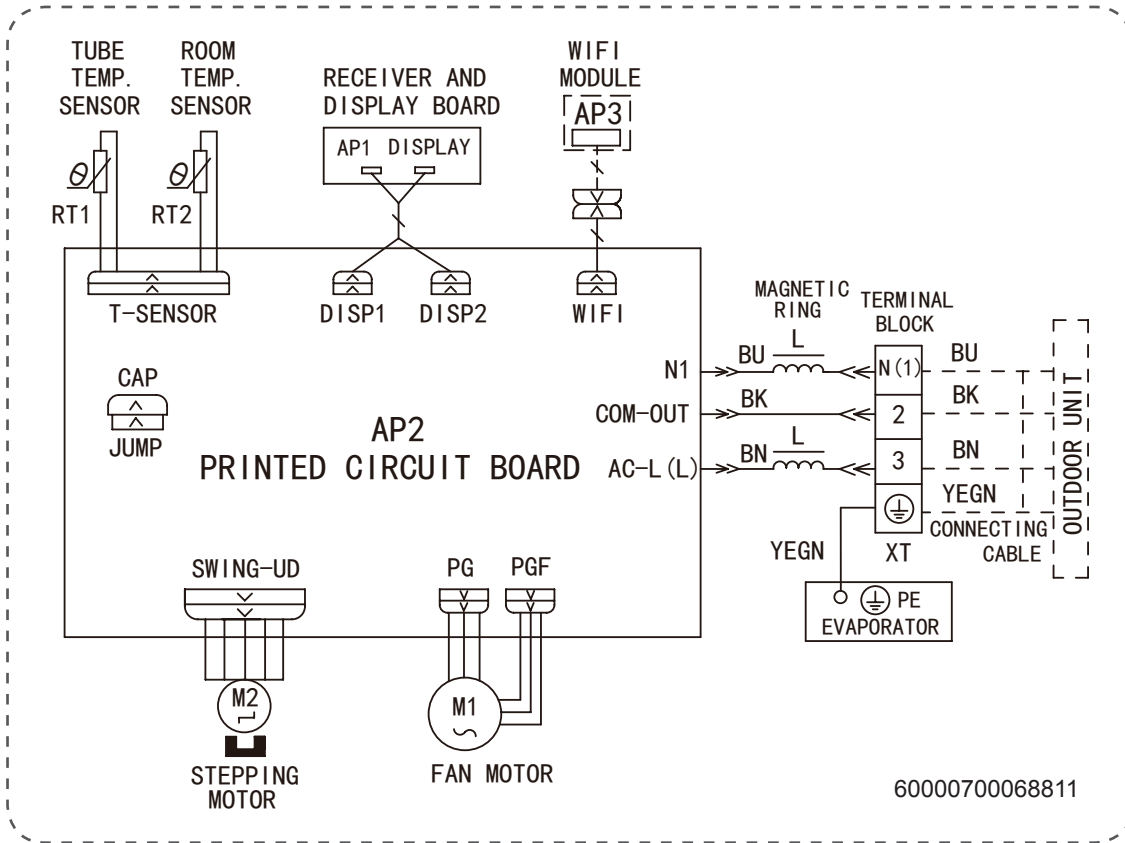 TUBE
TEMP.
SENSOR
ROOM
TEMP.
SENSOR
RECEIVER AND
DISPLAY BOARD
WIFI
MODULE
AP3
AP1 DISPLAY
θ
RT1
θ
RT2
T-SENSOR
DISP1
DISP2
WIFI
MAGNETIC
RING
TERMINAL
BLOCK
CAP
JUMP
AP2
PRINTED CIRCUIT BOARD
N1
BU
L
N(1)
BU
COM-OUT
BK
2
BK
AC-L(L)
BN
L
3
BN
YEGN
CONNECTING
CABLE
OUTDOOR UNIT
XT
YEGN
PE
EVAPORATOR
SWING-UD
PG
PGF
M2
STEPPING
MOTOR
M1
FAN MOTOR
60000700068811